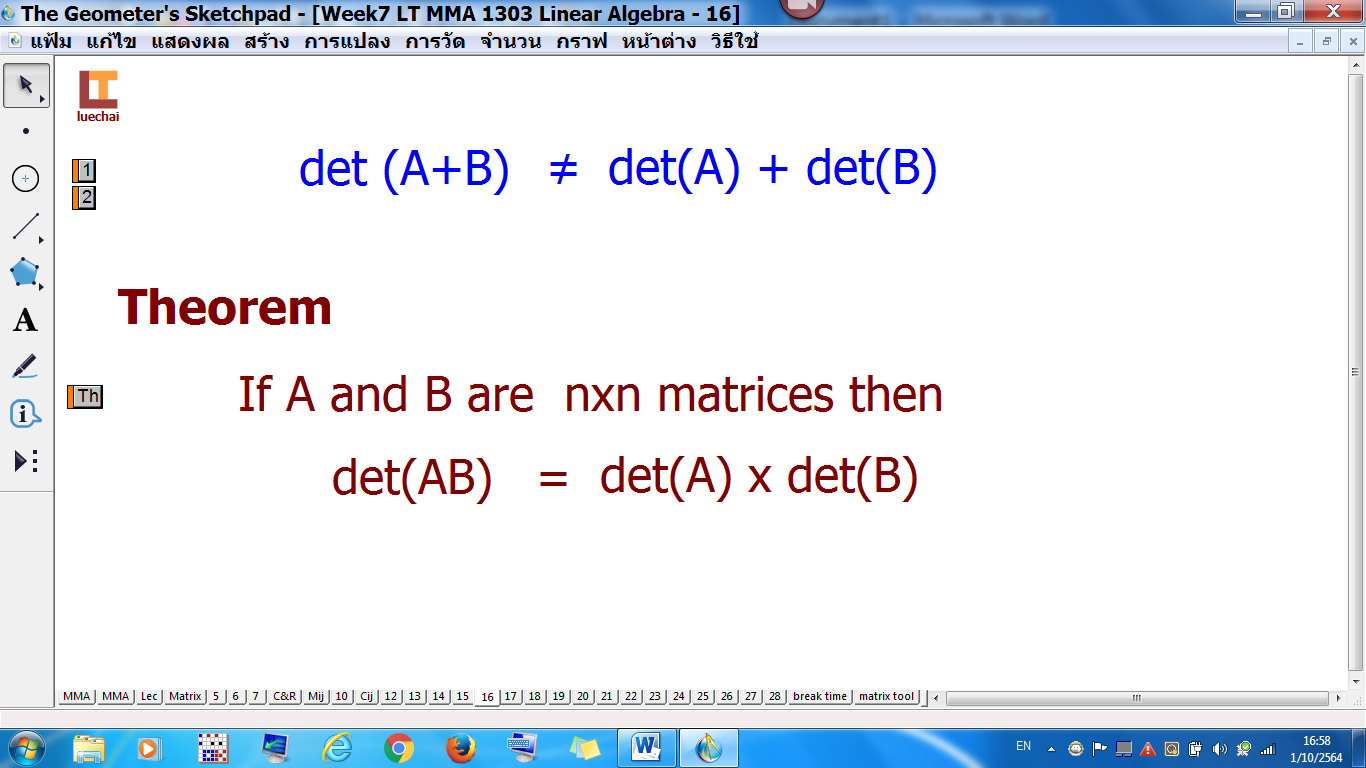 The Geometer's Sketchpad - [Week7 LT MMA 1303 Linear Algebra - 16]
แฟ้ม แก้ไข แสดงผล สร้าง การแปลง การวัด จำนวน กราฟ หน้าต่าง วิธีใช้
LT
luechai
1
det (A+B) ≠ det(A) + det(B)
2
Theorem
Th
If A and B are nxn matrices then
det(AB) = det(A) x det(B)
MMA MMA Lec Matrix 5 6 7 C&R Mij 10 Cij 12 13 14 15 16 17 18 19 20 21 22 23 24 25 26 27 28 break time matrix tool
EN
16:58
1/10/2564